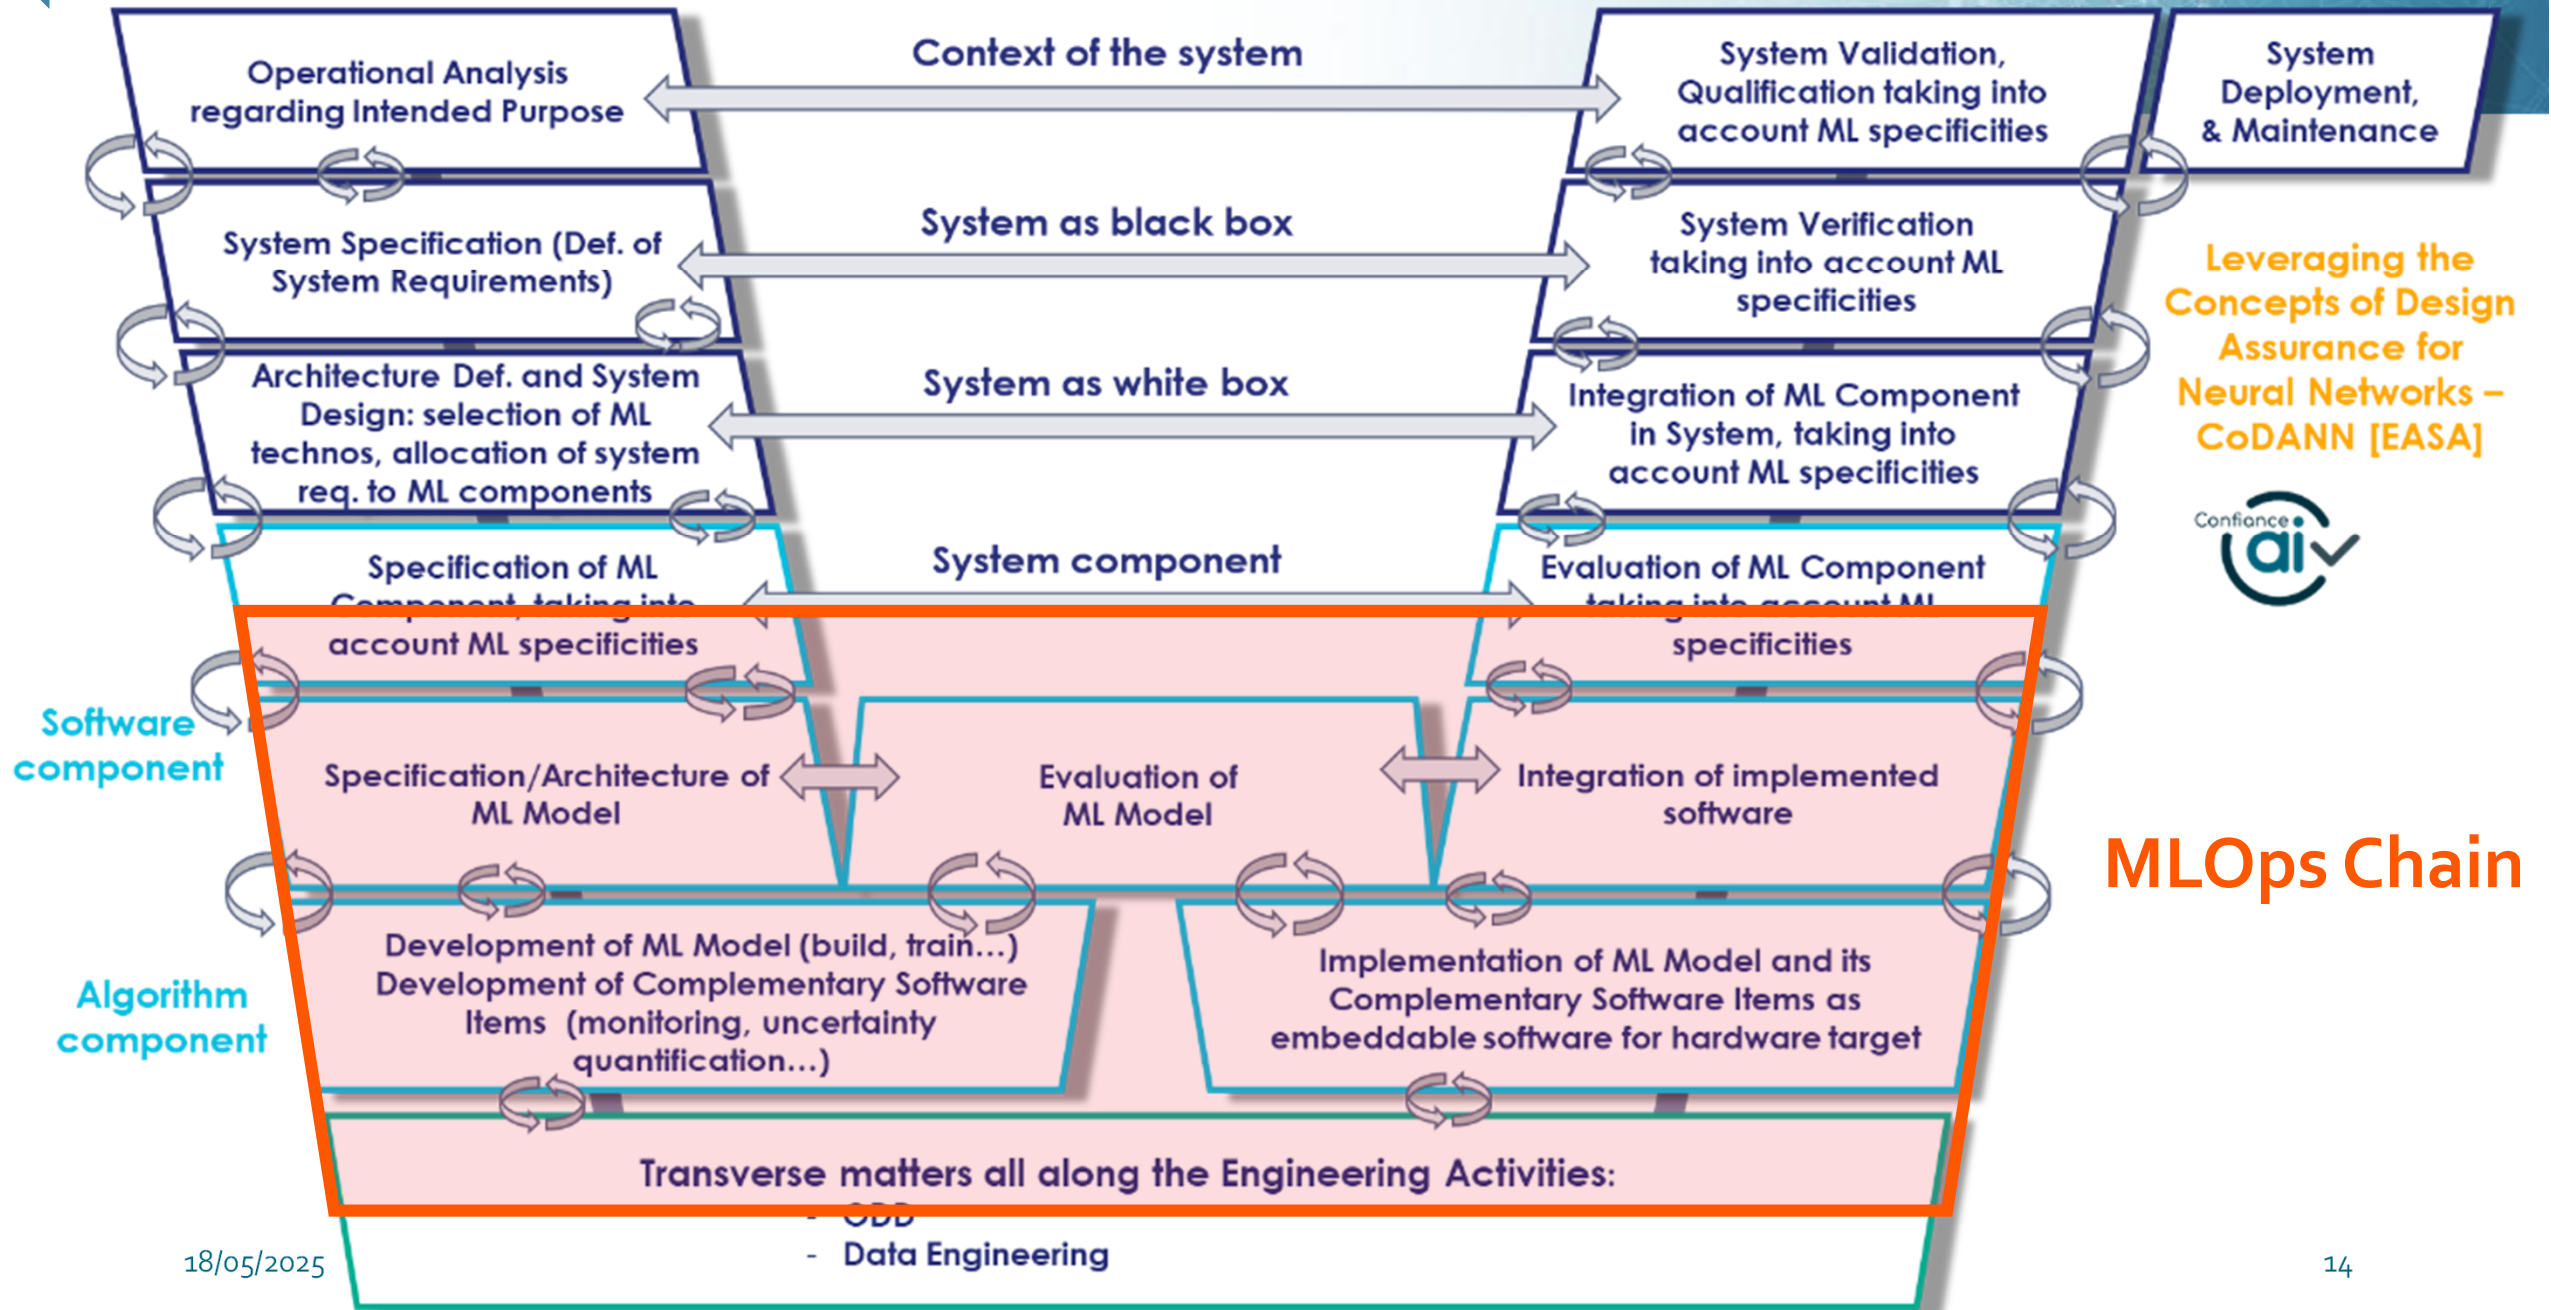 Operational Analysis
regarding Intended Purpose
Context of the system
System Validation,
Qualification taking into
account ML specificities
System
Deployment,
& Maintenance
System Specification (Def. of
System Requirements)
System as black box
System Verification
taking into account ML
specificities
Leveraging the
Concepts of Design
Assurance for
Neural Networks –
CoDANN [EASA]
Architecture Def. and System
Design: selection of ML
technos, allocation of system
req. to ML components
System as white box
Integration of ML Component
in System, taking into
account ML specificities
Confiance
ai
Specification of ML
Component, taking into
account ML specificities
System component
Evaluation of ML Component
taking into account ML
specificities
Software
component
Specification/Architecture of
ML Model
Evaluation of
ML Model
Integration of implemented
software
MLOps Chain
Algorithm
component
Development of ML Model (build, train...)
Development of Complementary Software
Items (monitoring, uncertainty
quantification...)
Implementation of ML Model and its
Complementary Software Items as
embeddable software for hardware target
Transverse matters all along the Engineering Activities:
- ODD
- Data Engineering
18/05/2025
14